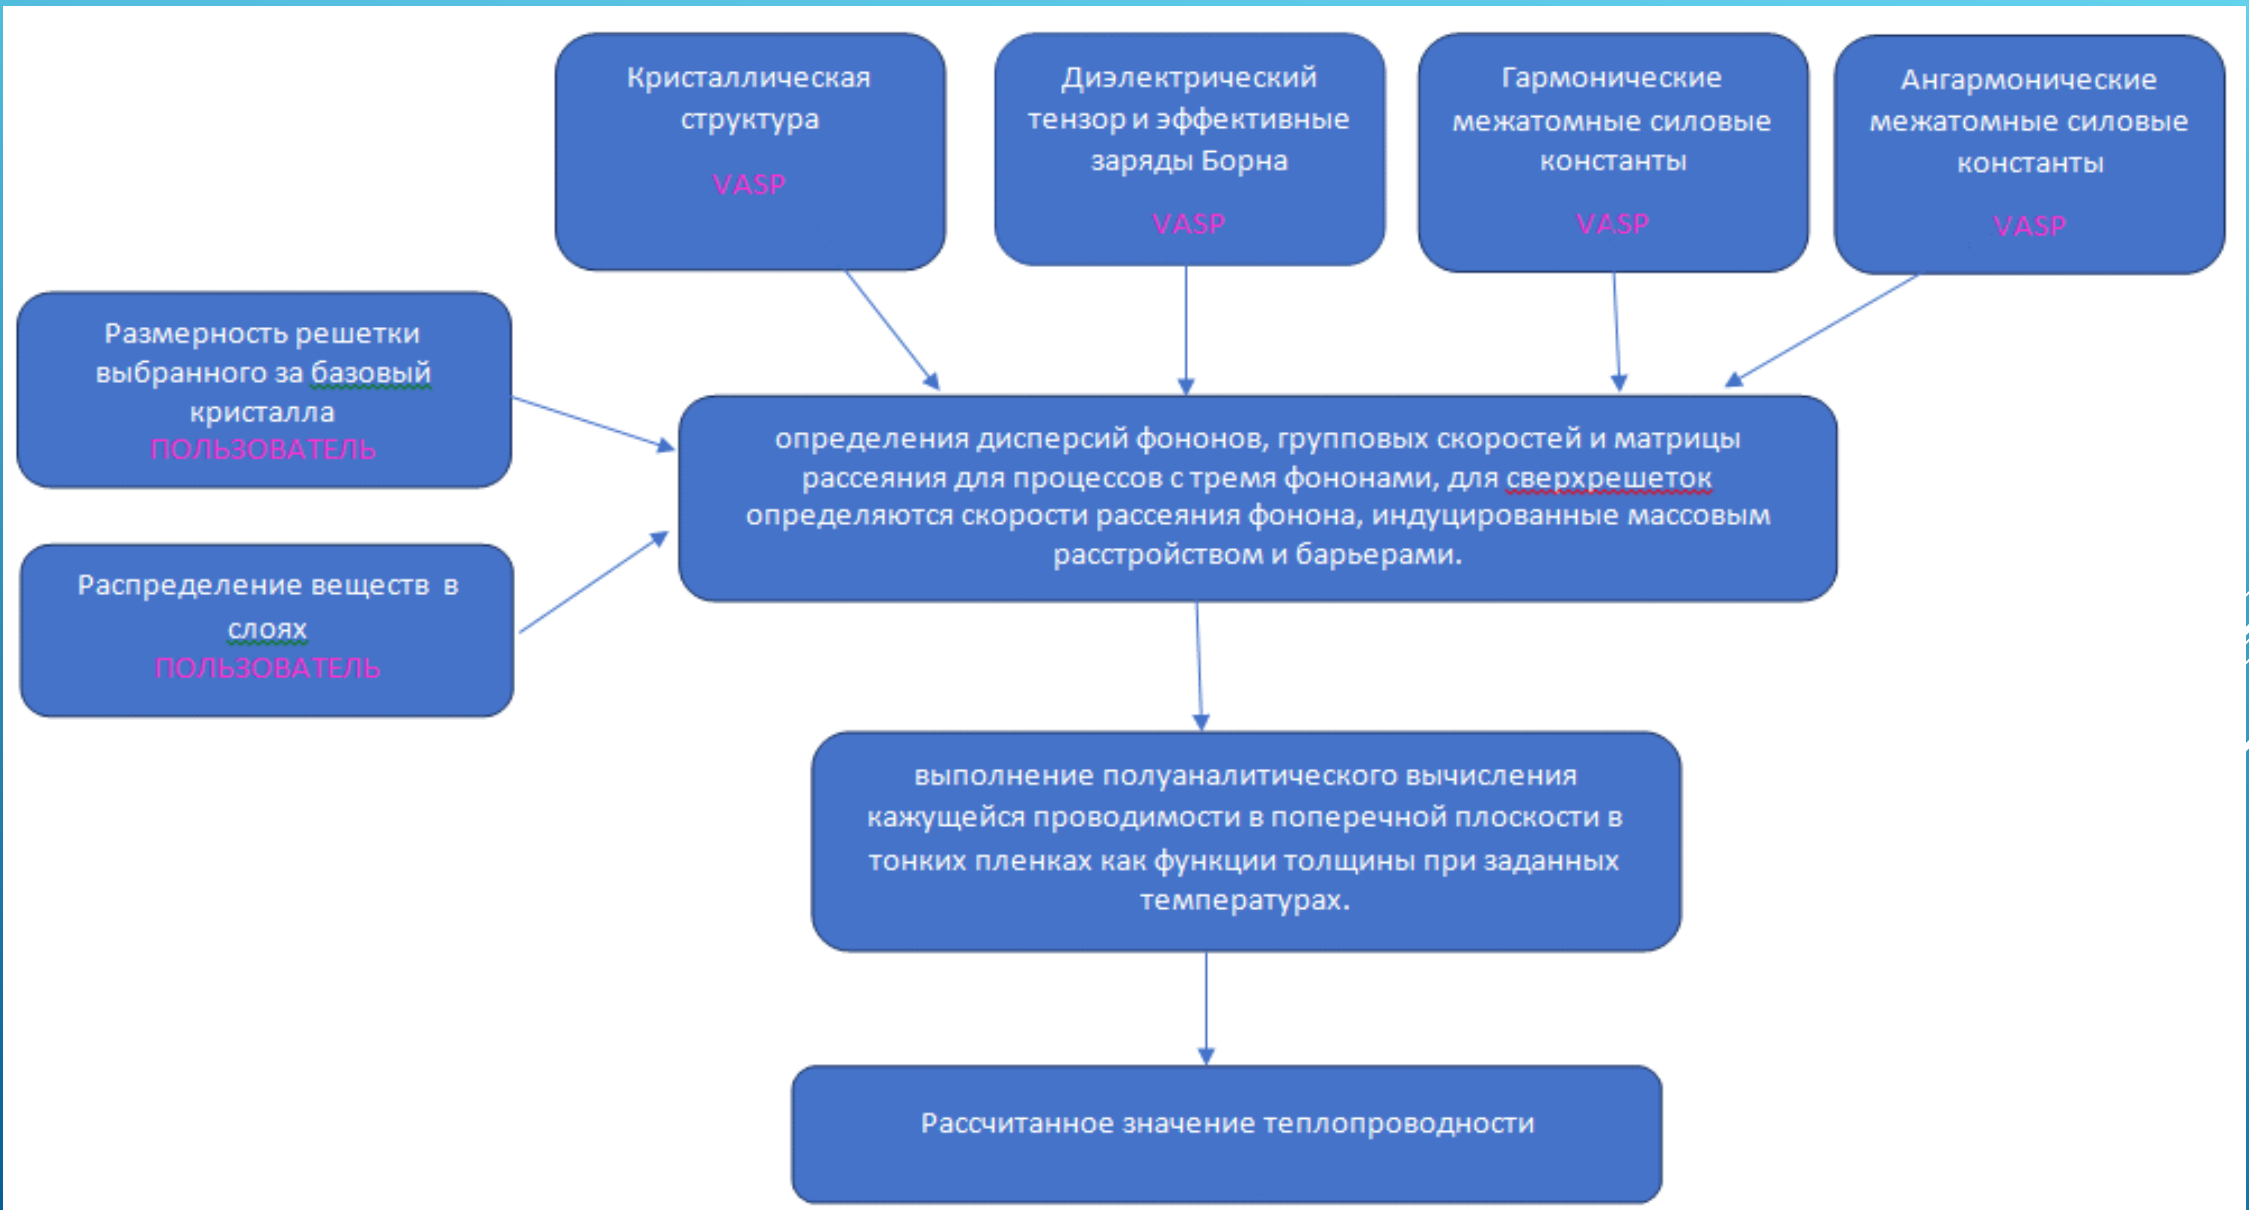 Кристаллическая
структура
VASP
Диэлектрический
тензор и эффективные
заряды Борна
VASP
Гармонические
межатомные силовые
константы
VASP
Ангармонические
межатомные силовые
константы
VASP
Размерность решетки
выбранного за базовый
кристалла
ПОЛЬЗОВАТЕЛЬ
Распределение веществ в
слоях
ПОЛЬЗОВАТЕЛЬ
определения дисперсий фононов, групповых скоростей и матрицы
рассеяния для процессов с тремя фононами, для сверхрешеток
определяются скорости рассеяния фонона, индуцированные массовым
расстройством и барьерами.
выполнение полуаналитического вычисления
кажущейся проводимости в поперечной плоскости в
тонких пленках как функции толщины при заданных
температурах.
Рассчитанное значение теплопроводности